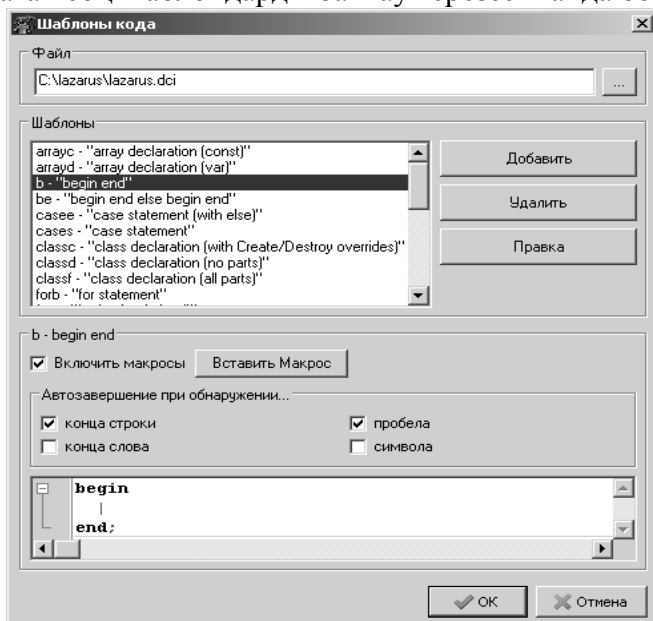 Шаблоны кода
Файл
C:\lazarus\lazarus.dci
...
Шаблоны
arrayc - "array declaration (const)"
arrayd - "array declaration (var)"
b - "begin end"
be - "begin end else begin end"
casee - "case statement (with else)"
cases - "case statement"
classc - "class declaration (with Create/Destroy overrides)"
classd - "class declaration (no parts)"
classf - "class declaration (all parts)"
forb - "for statement"
Добавить
Удалить
Правка
b - begin end
Включить макросы Вставить Макрос
Автозавершение при обнаружении...
конца строки пробела
конца слова символа
begin
|
end;
OK Отмена